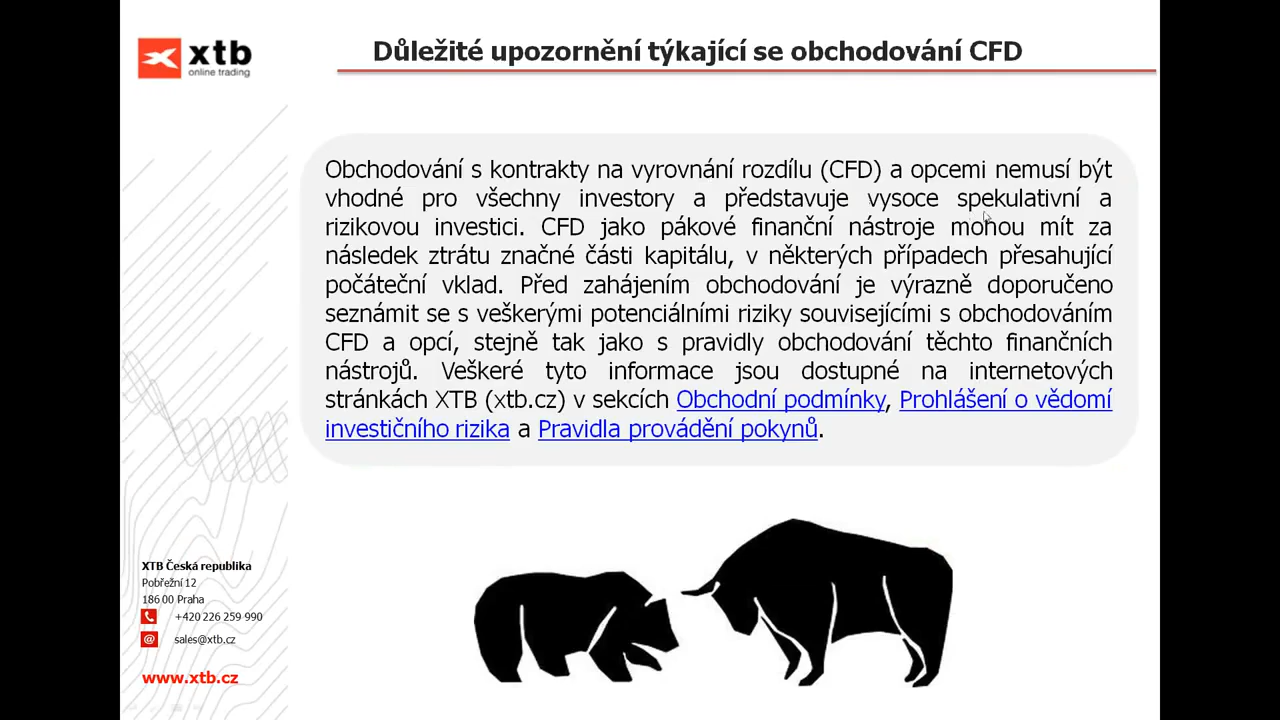 xtb
online trading
Důležité upozornění týkající se obchodování CFD
Obchodování s kontrakty na vyrovnání rozdílu (CFD) a opcemi nemusí být
vhodné pro všechny investory a představuje vysoce spekulativní a
rizikovou investici. CFD jako pákové finanční nástroje mohou mít za
následek ztrátu značné části kapitálu, v některých případech přesahující
počáteční vklad. Před zahájením obchodování je výrazně doporučeno
seznámit se s veškerými potenciálními riziky souvisejícími s obchodováním
CFD a opcí, stejně tak jako s pravidly obchodování těchto finančních
nástrojů. Veškeré tyto informace jsou dostupné na internetových
stránkách XTB (xtb.cz) v sekcích Obchodní podmínky, Prohlášení o vědomí
investičního rizika a Pravidla provádění pokynů.
XTB Česká republika
Pobřežní 12
186 00 Praha
+420 226 259 990
@ sales@xtb.cz
www.xtb.cz